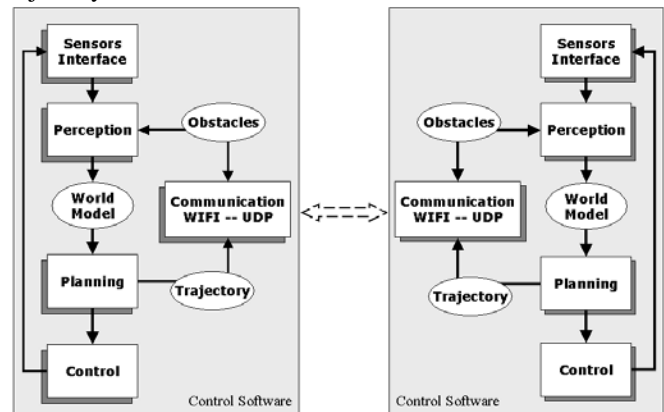 Sensors
Interface
Perception
Obstacles
World
Model
Communication
WIFI -- UDP
Planning
Trajectory
Control
Control Software
Sensors
Interface
Obstacles
Perception
Communication
WIFI -- UDP
World
Model
Planning
Trajectory
Control
Control Software